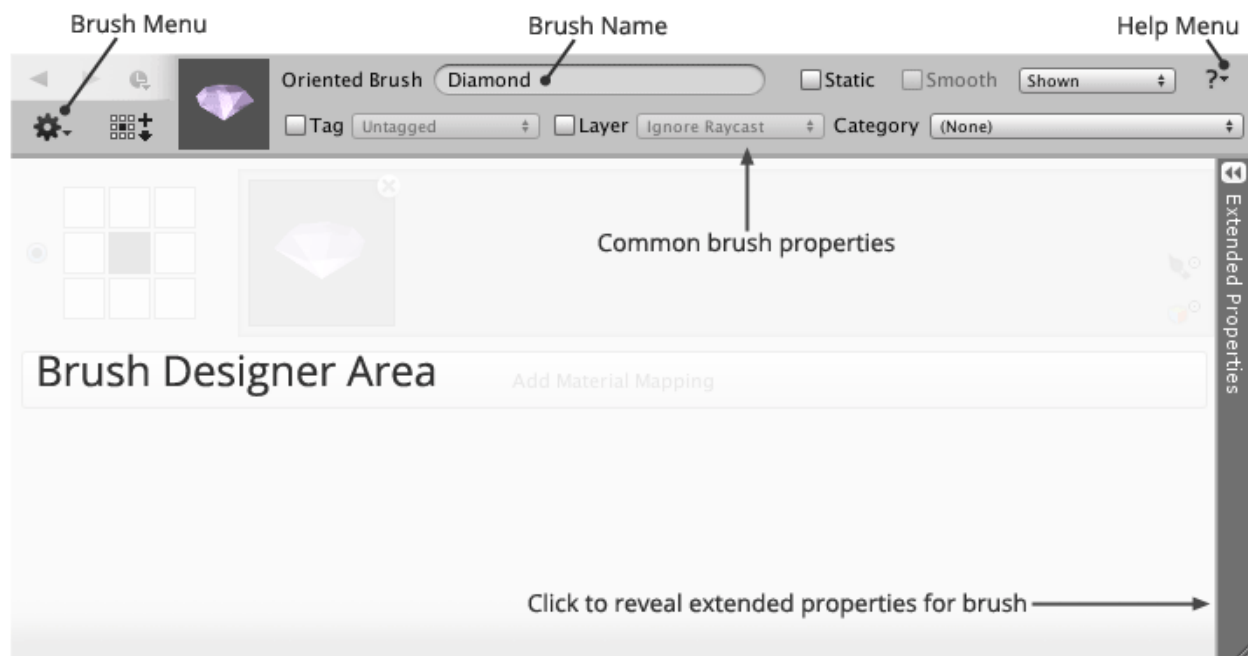 Brush Menu
Brush Name
Help Menu
Oriented Brush Diamond Static Smooth Shown ?
Tag Untagged Layer Ignore Raycast Category (None)
Extended Properties
Common brush properties
Brush Designer Area
Add Material Mapping
Click to reveal extended properties for brush